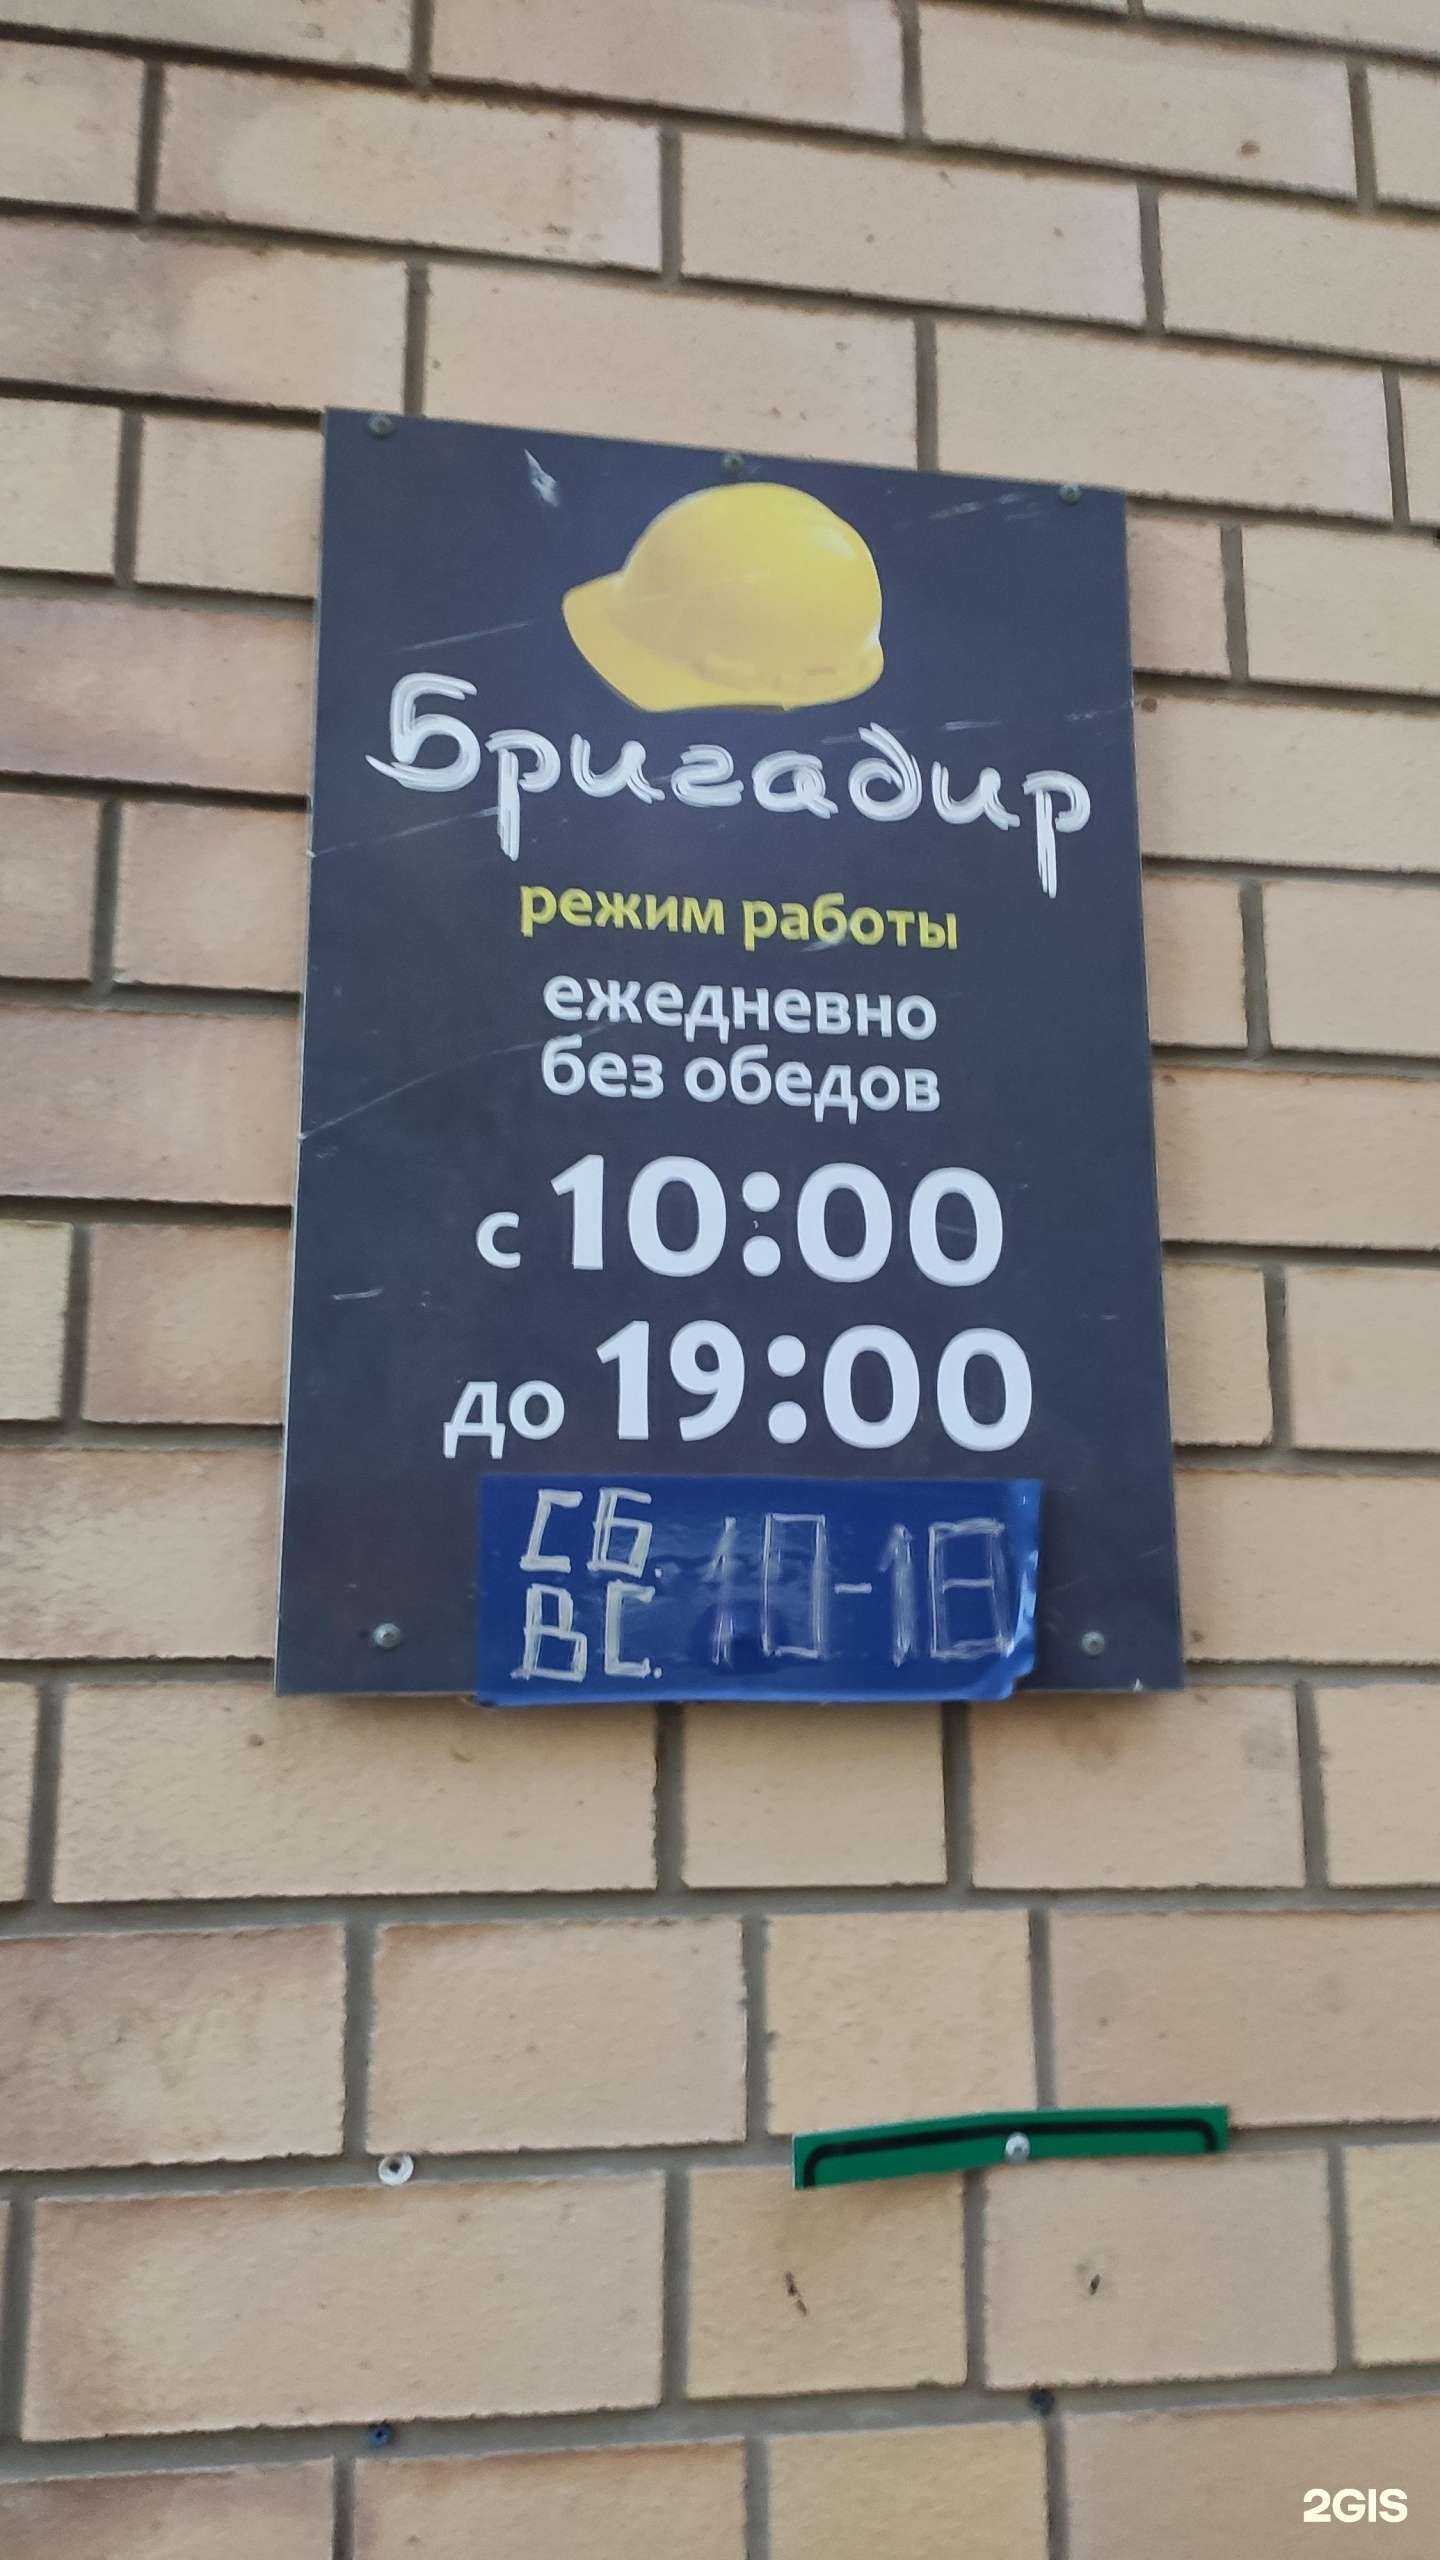 Бригадир
режим работы
ежедневно
без обедов
с 10:00
до 19:00
СБ. 10-18
ВС.
2GIS